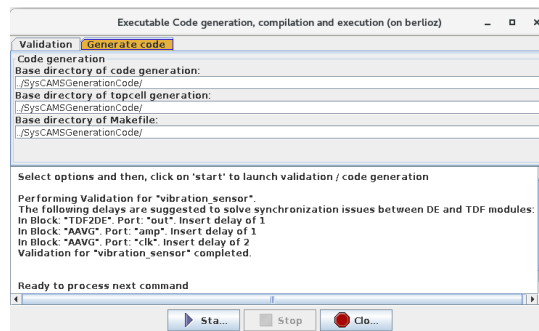 Executable Code generation, compilation and execution (on berlioz)
Validation Generate code
Code generation
Base directory of code generation:
../SysCAMSGenerationCode/
Base directory of topcell generation:
../SysCAMSGenerationCode/
Base directory of Makefile:
../SysCAMSGenerationCode/
Select options and then, click on 'start' to launch validation / code generation
Performing Validation for "vibration_sensor".
The following delays are suggested to solve synchronization issues between DE and TDF modules:
In Block: "TDF2DE". Port: "out". Insert delay of 1
In Block: "AAVG". Port: "amp". Insert delay of 1
In Block: "AAVG". Port: "clk". Insert delay of 2
Validation for "vibration_sensor" completed.
Ready to process next command
Sta... Stop Clo...